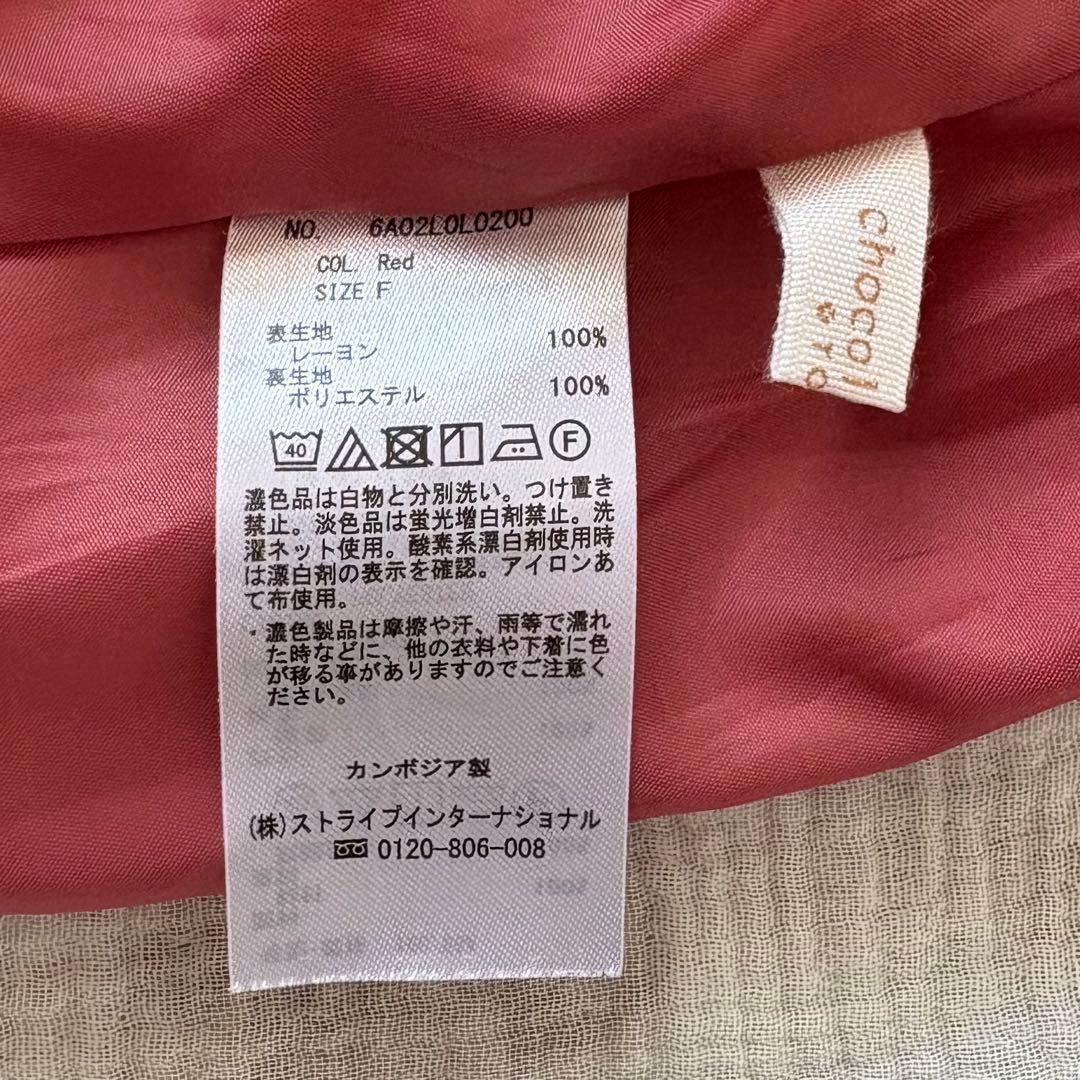 NO. 6A02L0L0200
COL. Red
SIZE F
表生地
レーヨン 100%
裏生地
ポリエステル 100%
40 F
濃色品は白物と分別洗い。つけ置き
禁止。淡色品は蛍光増白剤禁止。洗
濯ネット使用。酸素系漂白剤使用時
は漂白剤の表示を確認。アイロンあ
て布使用。
・濃色製品は摩擦や汗、雨等で濡れ
た時などに、他の衣料や下着に色
が移る事がありますのでご注意く
ださい。
カンボジア製
(株)ストライプインターナショナル
0120-806-008
chocol